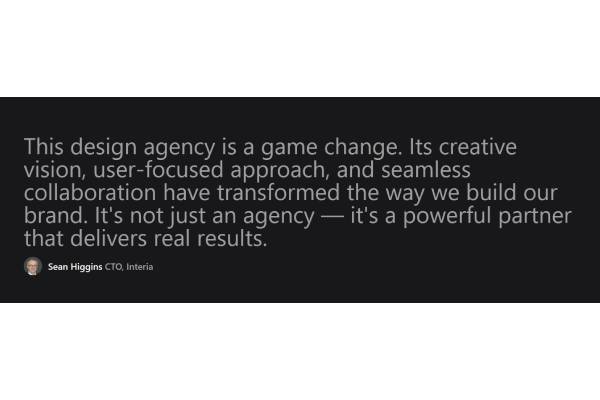 This design agency is a game change. Its creative
vision, user-focused approach, and seamless
collaboration have transformed the way we build our
brand. It's not just an agency — it's a powerful partner
that delivers real results.
Sean Higgins CTO, Interia